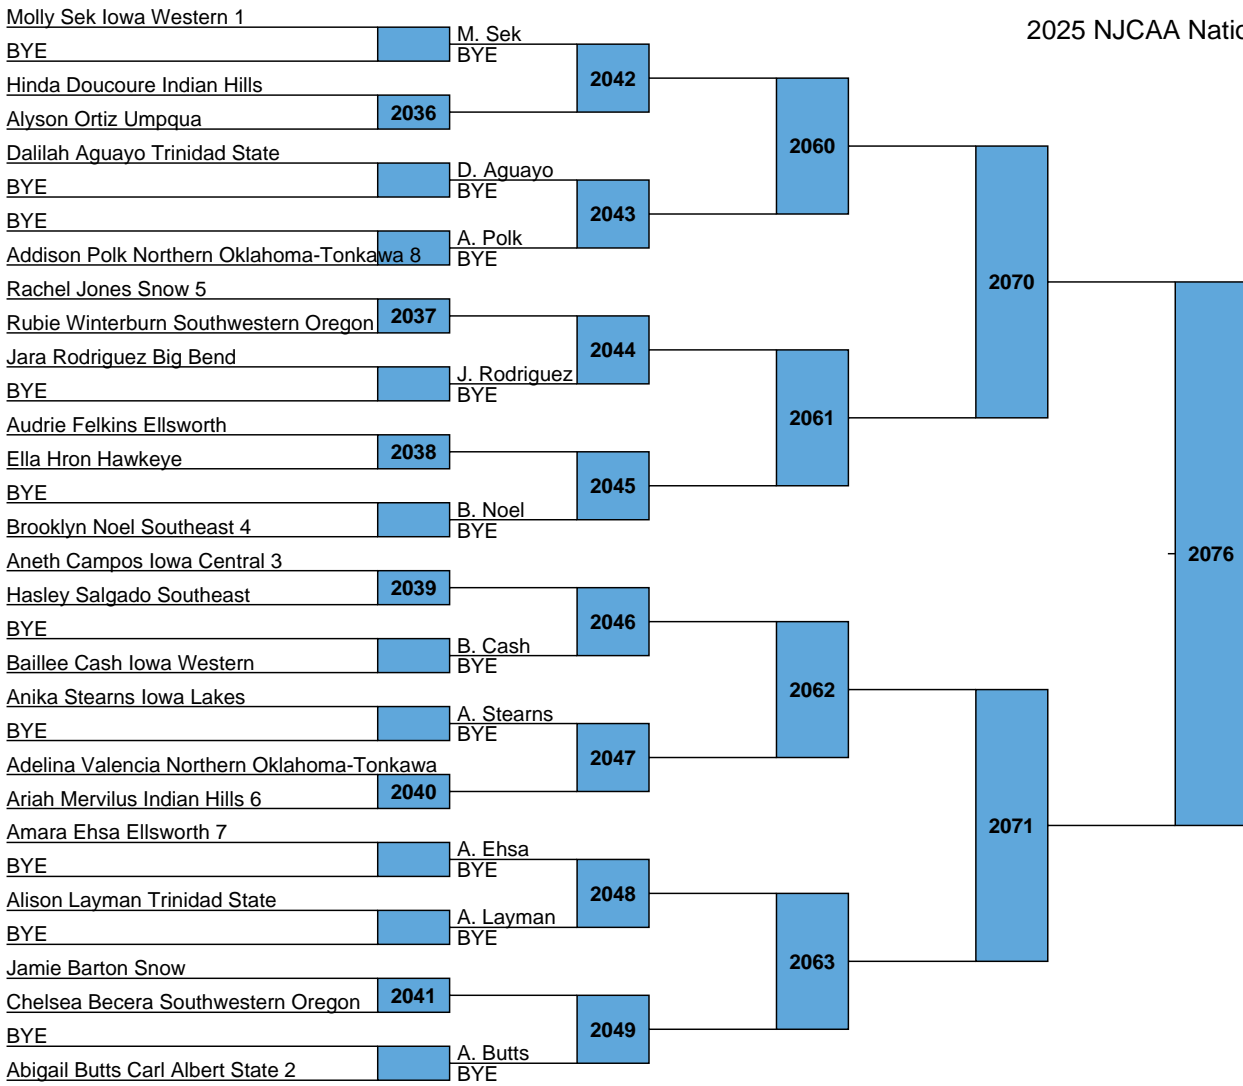 2025 NJCAA Natio
Molly Sek Iowa Western 1
BYE
M. Sek
BYE
2042
Hinda Doucoure Indian Hills
Alyson Ortiz Umpqua
2036
2060
Dalilah Aguayo Trinidad State
BYE
D. Aguayo
BYE
2043
BYE
Addison Polk Northern Oklahoma-Tonkawa 8
A. Polk
BYE
2070
Rachel Jones Snow 5
Rubie Winterburn Southwestern Oregon
2037
2044
Jara Rodriguez Big Bend
BYE
J. Rodriguez
BYE
2061
Audrie Felkins Ellsworth
Ella Hron Hawkeye
2038
2045
BYE
Brooklyn Noel Southeast 4
B. Noel
BYE
2076
Aneth Campos Iowa Central 3
Hasley Salgado Southeast
2039
2046
BYE
Baillee Cash Iowa Western
B. Cash
BYE
2062
Anika Stearns Iowa Lakes
BYE
A. Stearns
BYE
2047
Adelina Valencia Northern Oklahoma-Tonkawa
Ariah Mervilus Indian Hills 6
2040
2071
Amara Ehsa Ellsworth 7
BYE
A. Ehsa
BYE
2048
Alison Layman Trinidad State
BYE
A. Layman
BYE
2063
Jamie Barton Snow
Chelsea Becera Southwestern Oregon
2041
2049
BYE
Abigail Butts Carl Albert State 2
A. Butts
BYE